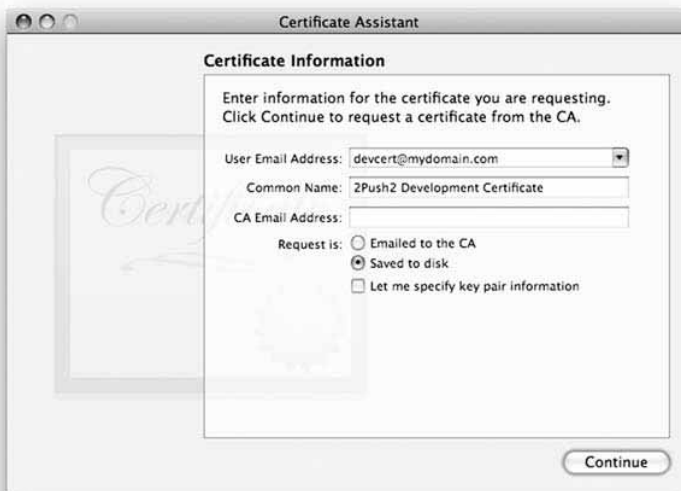 Certificate Assistant
Certificate Information
Enter information for the certificate you are requesting.
Click Continue to request a certificate from the CA.
User Email Address: devcert@mydomain.com
Common Name: 2Push2 Development Certificate
CA Email Address:
Request is: Emailed to the CA
Saved to disk
Let me specify key pair information
Continue